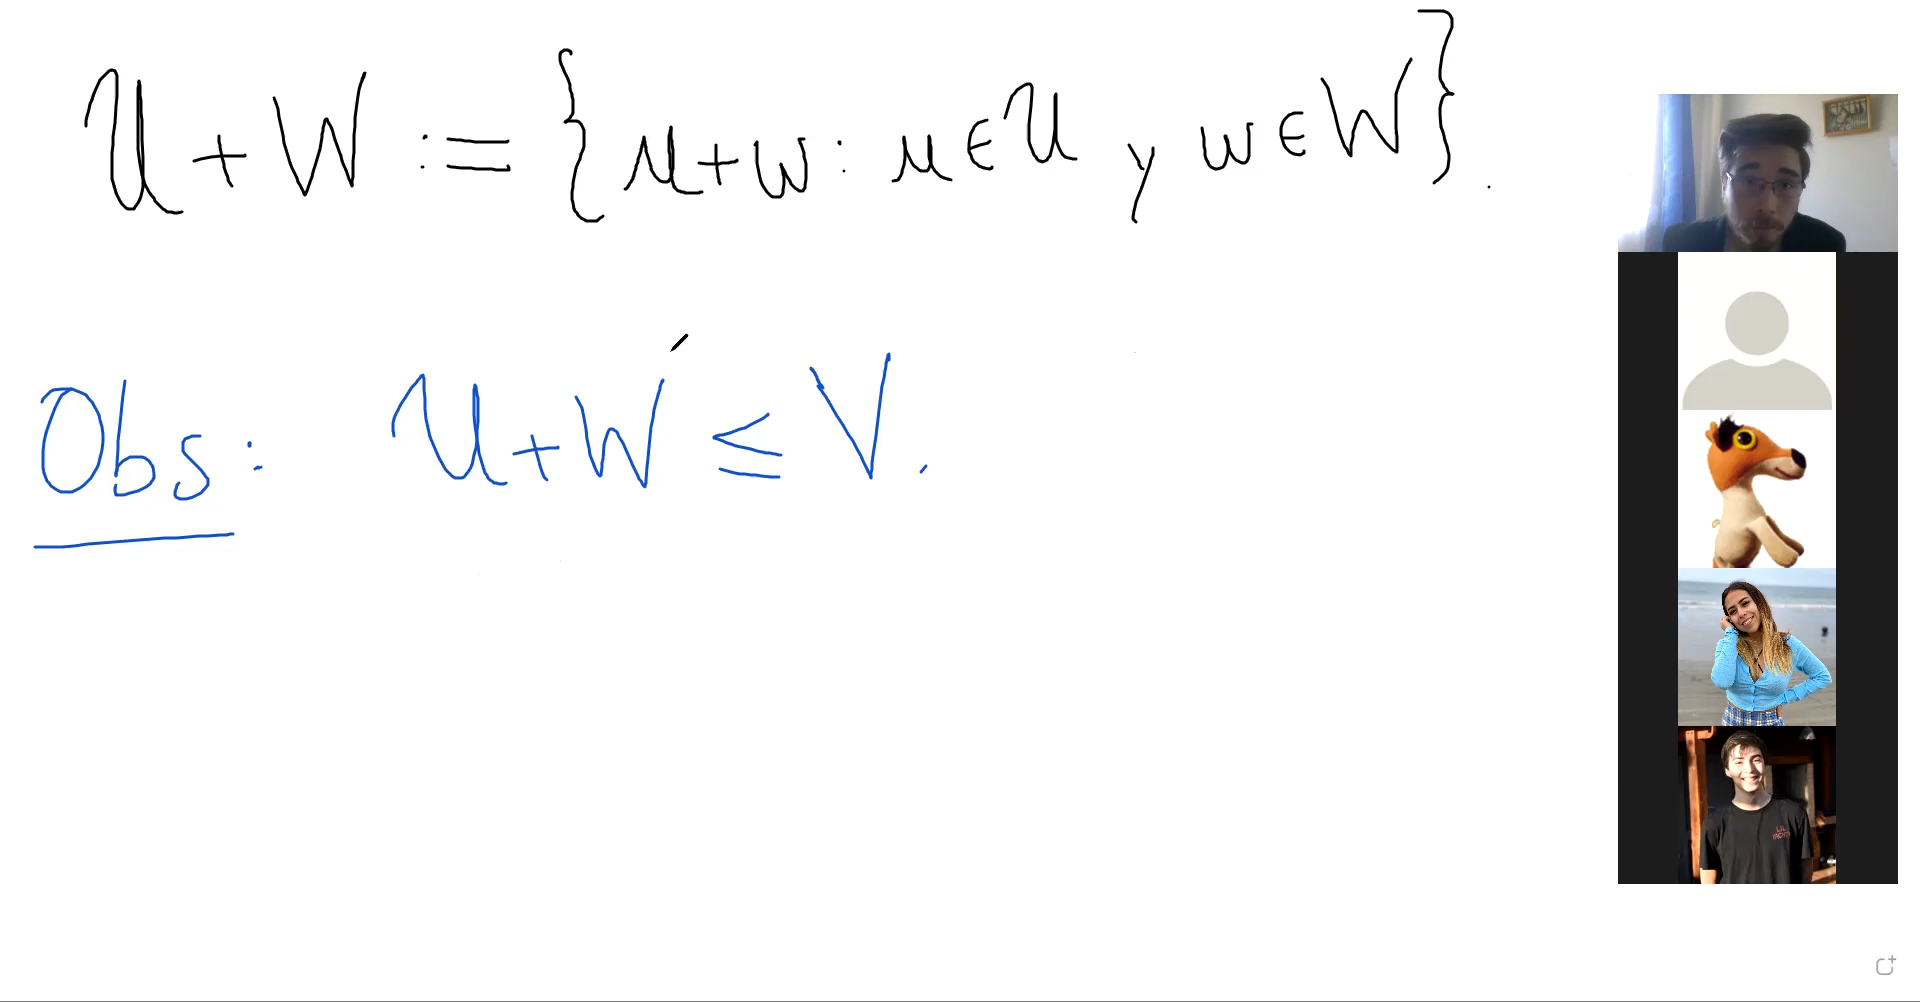 U + W := {u+w: u∈U y w∈W}.
Obs: U+W ≤ V.